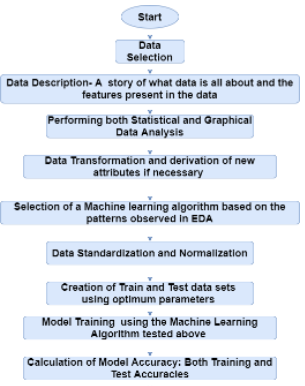 Start
Data
Selection
Data Description- A story of what data is all about and the
features present in the data
Performing both Statistical and Graphical
Data Analysis
Data Transformation and derivation of new
attributes if necessary
Selection of a Machine learning algorithm based on the
patterns observed in EDA
Data Standardization and Normalization
Creation of Train and Test data sets
using optimum parameters
Model Training using the Machine Learning
Algorithm tested above
Calculation of Model Accuracy: Both Training and
Test Accuracies